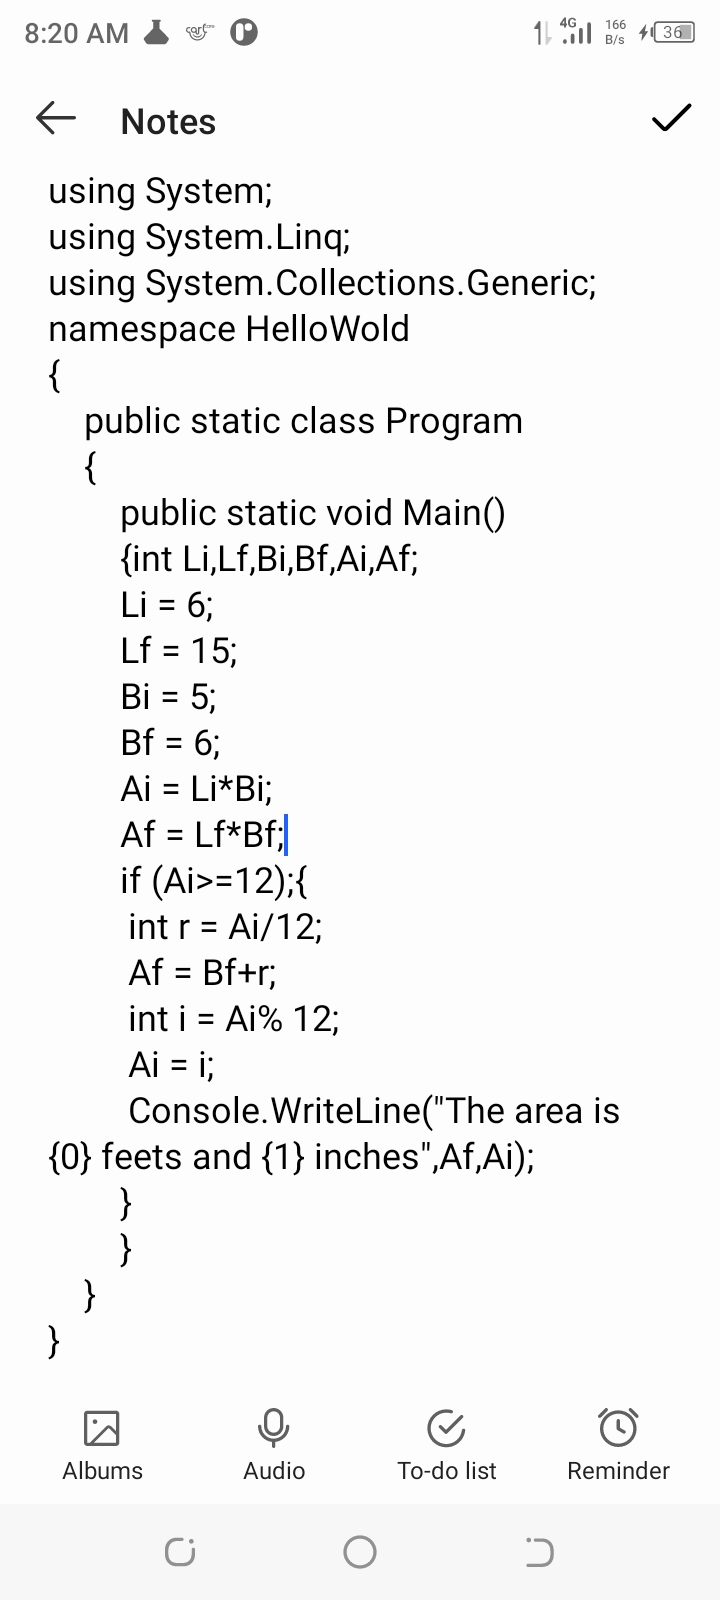 8:20 AM
4G
166
B/s
36
Notes
using System;
using System.Linq;
using System.Collections.Generic;
namespace HelloWold
{
public static class Program
{
public static void Main()
{int Li,Lf,Bi,Bf,Ai,Af;
Li = 6;
Lf = 15;
Bi = 5;
Bf = 6;
Ai = Li*Bi;
Af = Lf*Bf;
if (Ai>=12);{
int r = Ai/12;
Af = Bf+r;
int i = Ai% 12;
Ai = i;
Console.WriteLine("The area is
{0} feets and {1} inches",Af,Ai);
}
}
}
}
Albums
Audio
To-do list
Reminder